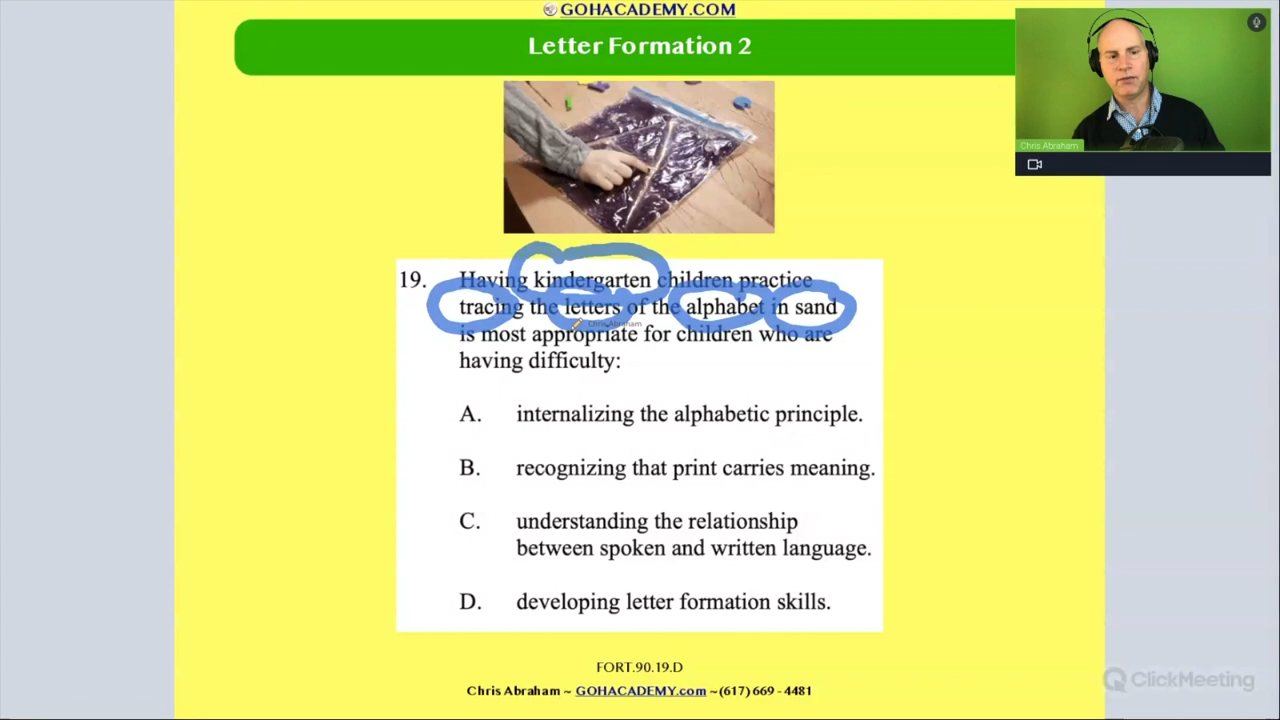 GOHACADEMY.COM
Letter Formation 2
Chris Abraham
19. Having kindergarten children practice
tracing the letters of the alphabet in sand
Chris Abraham
is most appropriate for children who are
having difficulty:
A. internalizing the alphabetic principle.
B. recognizing that print carries meaning.
C. understanding the relationship
between spoken and written language.
D. developing letter formation skills.
FORT.90.19.D
Chris Abraham ~ GOHACADEMY.com ~(617) 669 - 4481
ClickMeeting